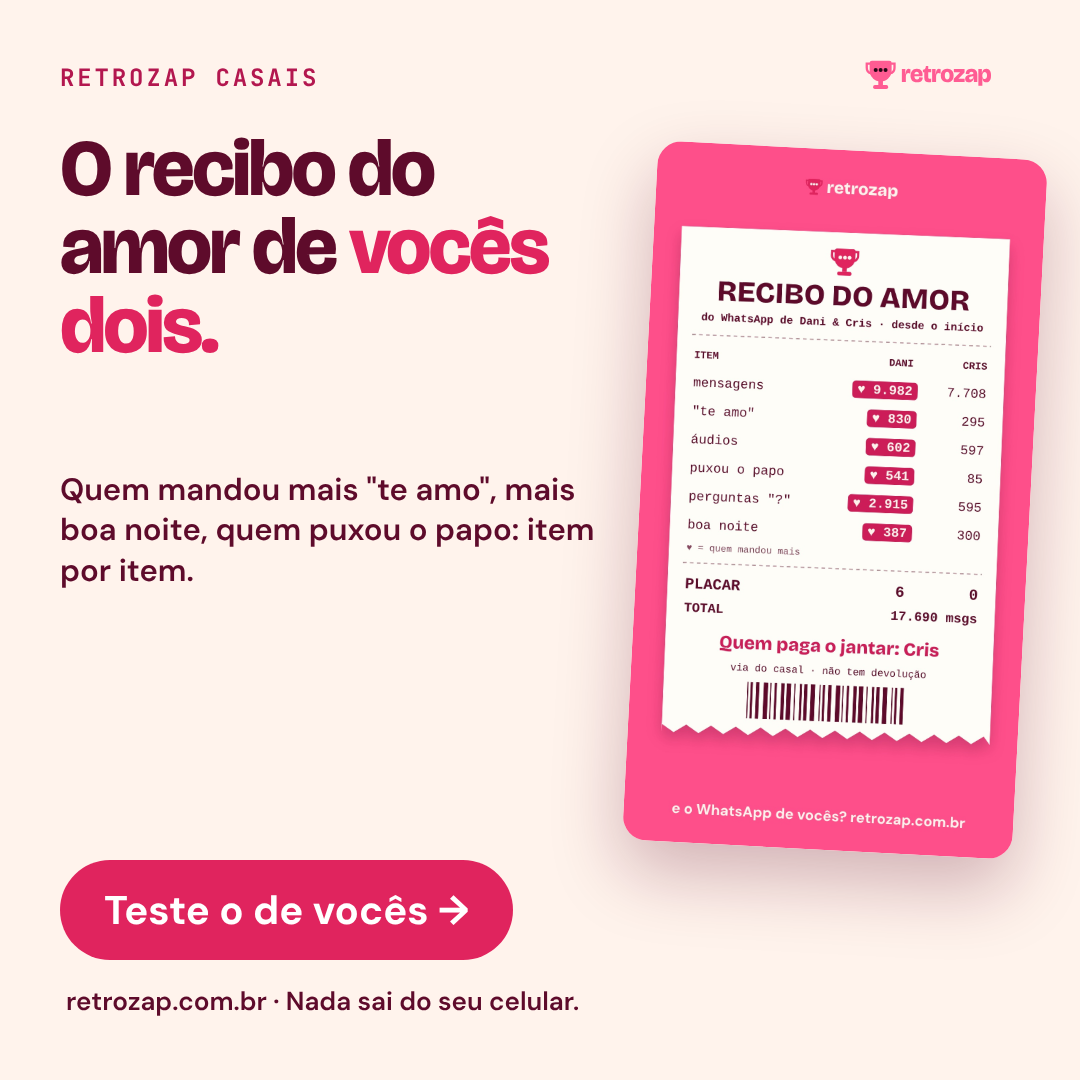 RETROZAP CASAIS
retrozap
O recibo do
amor de vocês
dois.
Quem mandou mais "te amo", mais
boa noite, quem puxou o papo: item
por item.
Teste o de vocês →
retrozap.com.br · Nada sai do seu celular.
retrozap
RECIBO DO AMOR
do WhatsApp de Dani & Cris · desde o início
ITEM DANI CRIS
mensagens ♥ 9.982 7.708
"te amo" ♥ 830 295
áudios ♥ 602 597
puxou o papo ♥ 541 85
perguntas "?" ♥ 2.915 595
boa noite ♥ 387 300
♥ = quem mandou mais
PLACAR 6 0
TOTAL 17.690 msgs
Quem paga o jantar: Cris
via do casal · não tem devolução
e o WhatsApp de vocês? retrozap.com.br